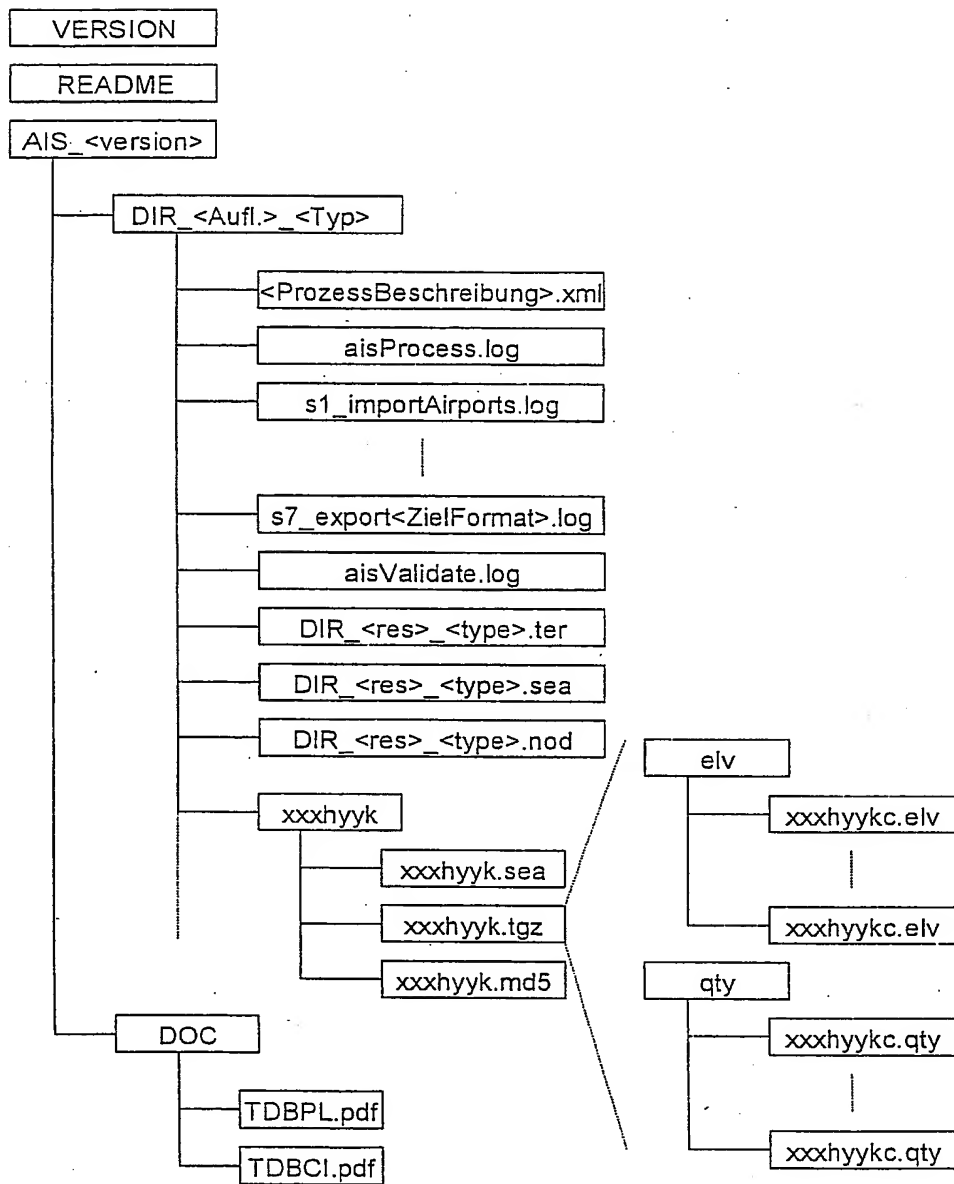 VERSION
README
AIS_<version>
DIR_<Aufl.>_<Typ>
<ProzessBeschreibung>.xml
aisProcess.log
s1_importAirports.log
s7_export<ZielFormat>.log
aisValidate.log
DIR_<res>_<type>.ter
DIR_<res>_<type>.sea
DIR_<res>_<type>.nod
xxxhyyk
xxxhyyk.sea
xxxhyyk.tgz
xxxhyyk.md5
elv
xxxhyykc.elv
xxxhyykc.elv
qty
xxxhyykc.qty
xxxhyykc.qty
DOC
TDBPL.pdf
TDBCI.pdf